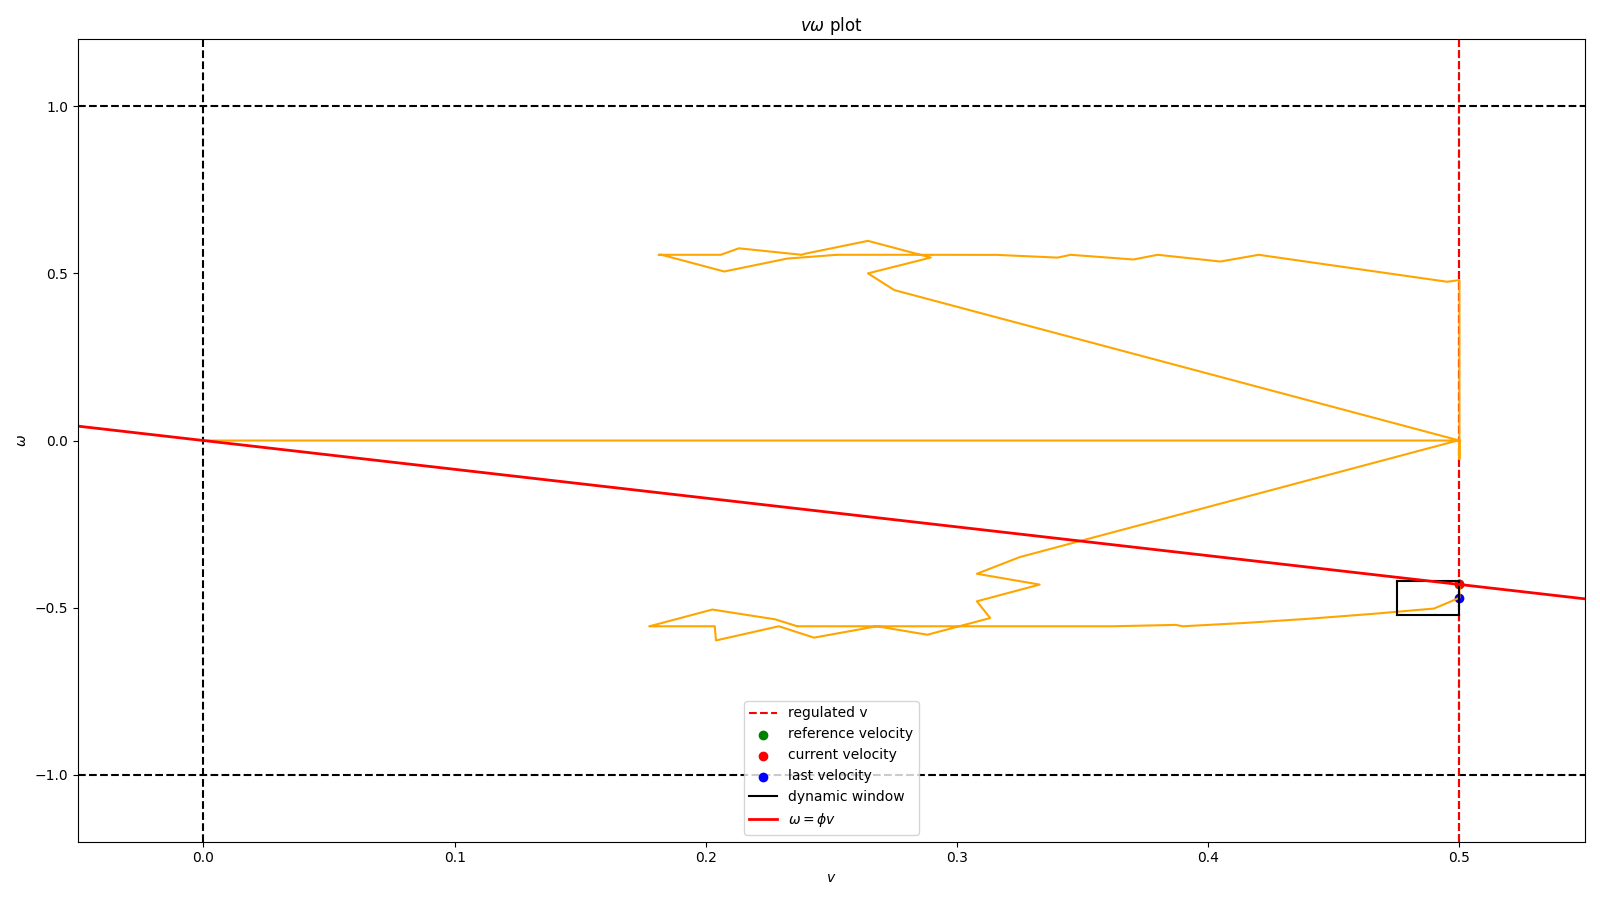 vω plot
1.0
0.5
0.0
−0.5
−1.0
ω
0.0
0.1
0.2
0.3
0.4
0.5
v
regulated v
reference velocity
current velocity
last velocity
dynamic window
ω = ϕv